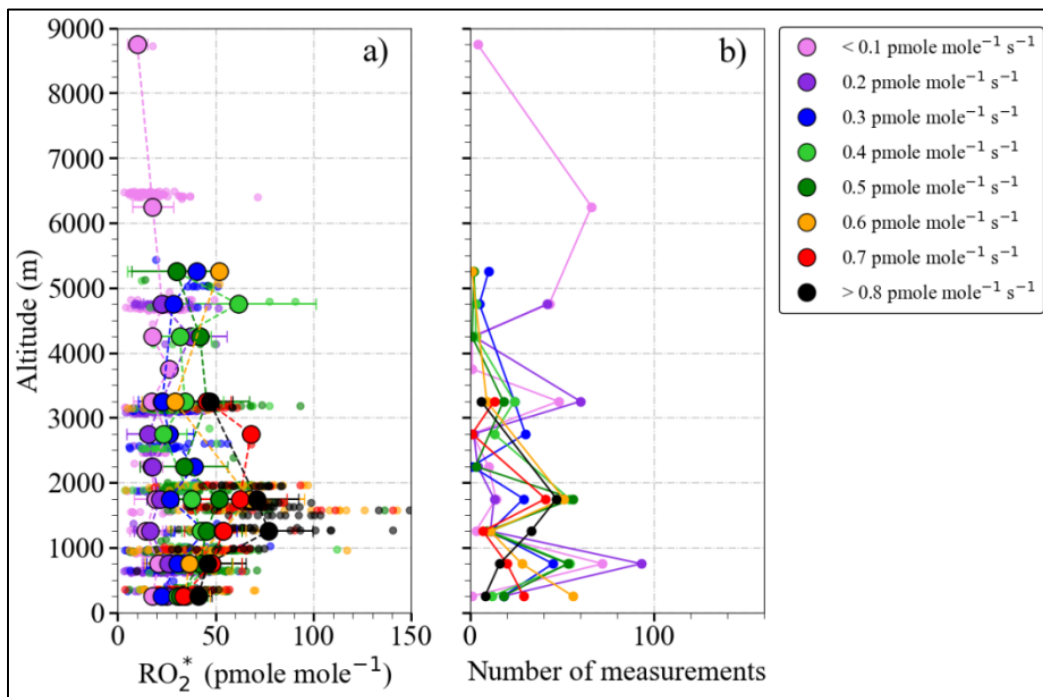 9000
8000
7000
6000
5000
4000
3000
2000
1000
0
Altitude (m)
a)
0 50 100 150
RO₂* (pmole mole⁻¹)
b)
0 100
Number of measurements
< 0.1 pmole mole⁻¹ s⁻¹
0.2 pmole mole⁻¹ s⁻¹
0.3 pmole mole⁻¹ s⁻¹
0.4 pmole mole⁻¹ s⁻¹
0.5 pmole mole⁻¹ s⁻¹
0.6 pmole mole⁻¹ s⁻¹
0.7 pmole mole⁻¹ s⁻¹
> 0.8 pmole mole⁻¹ s⁻¹